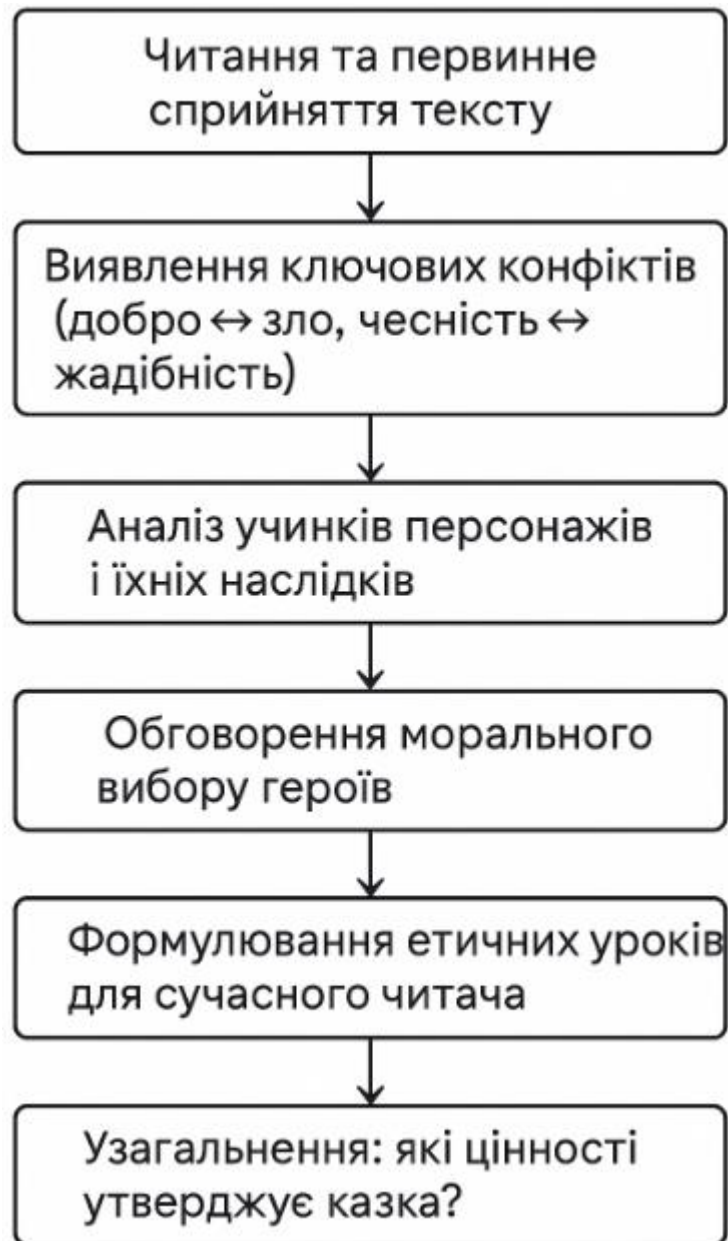 Читання та первинне
сприйняття тексту
Виявлення ключових конфіктів
(добро ↔ зло, чесність ↔
жадібність)
Аналіз учинків персонажів
і їхніх наслідків
Обговорення морального
вибору героїв
Формулювання етичних уроків
для сучасного читача
Узагальнення: які цінності
утверджує казка?